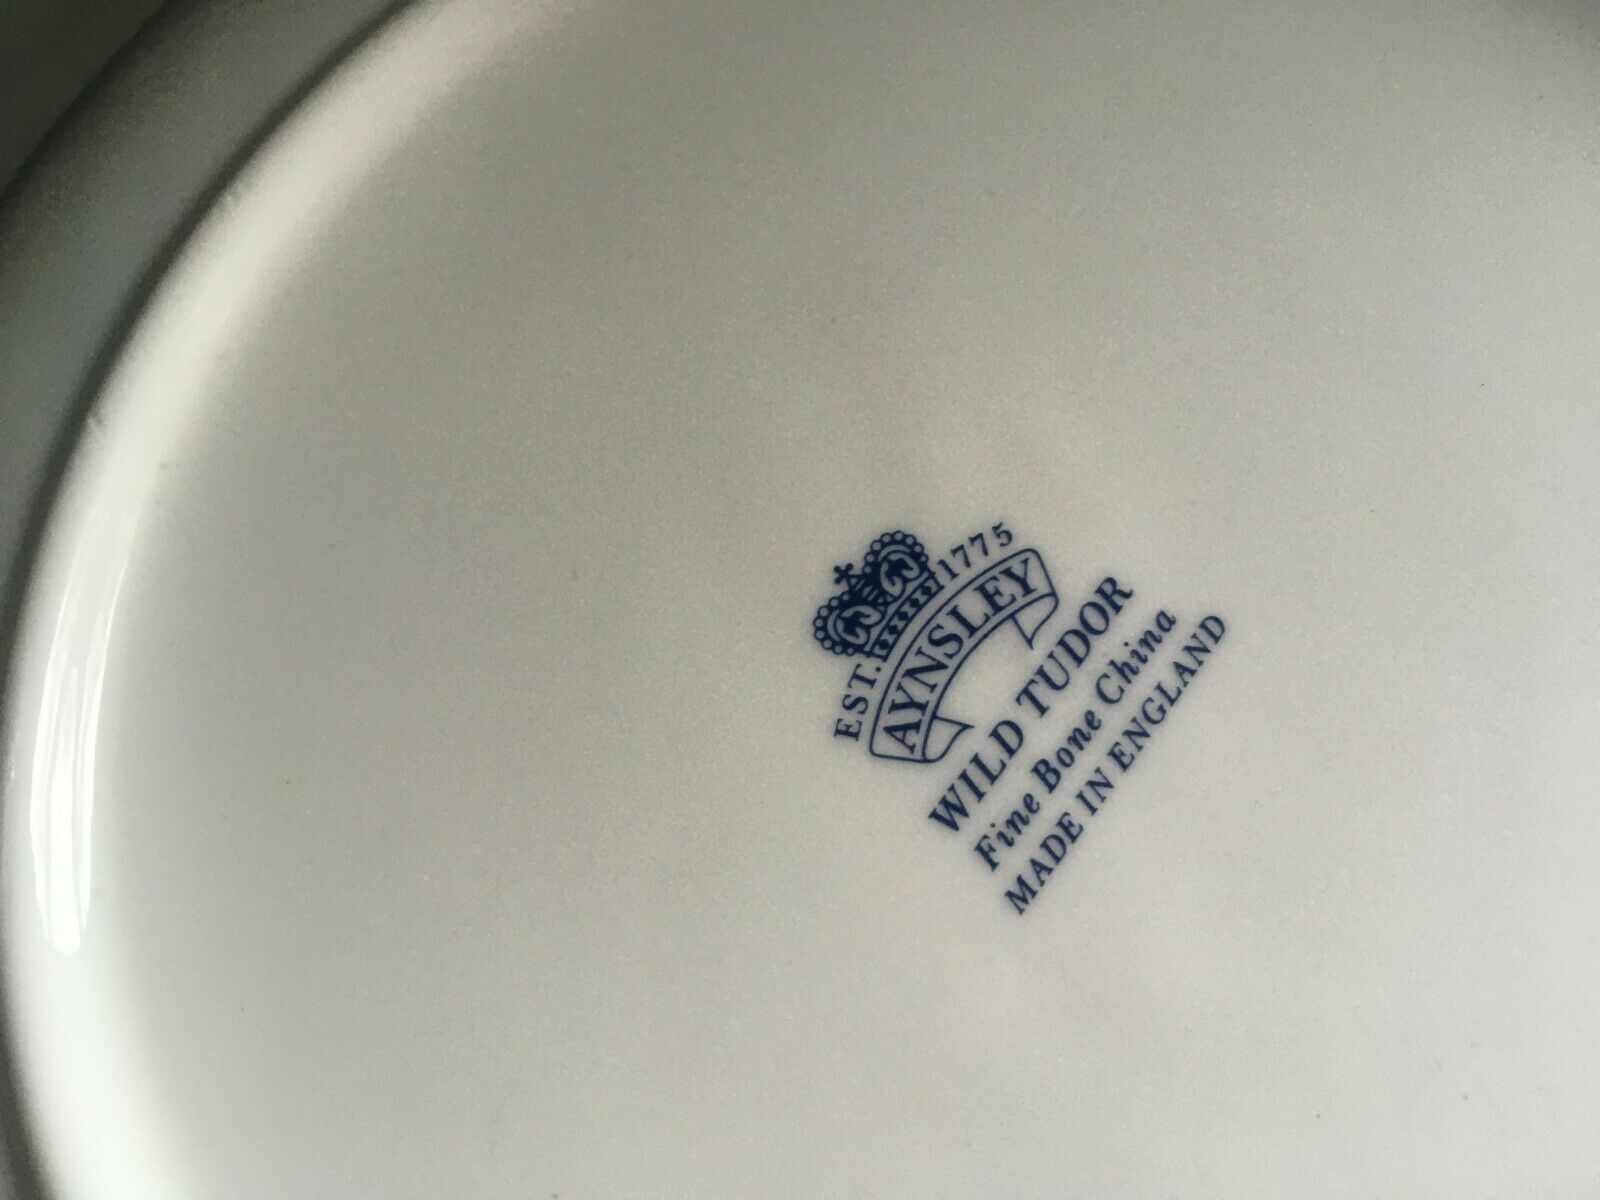 EST. 1775
AYNSLEY
WILD TUDOR
Fine Bone China
MADE IN ENGLAND